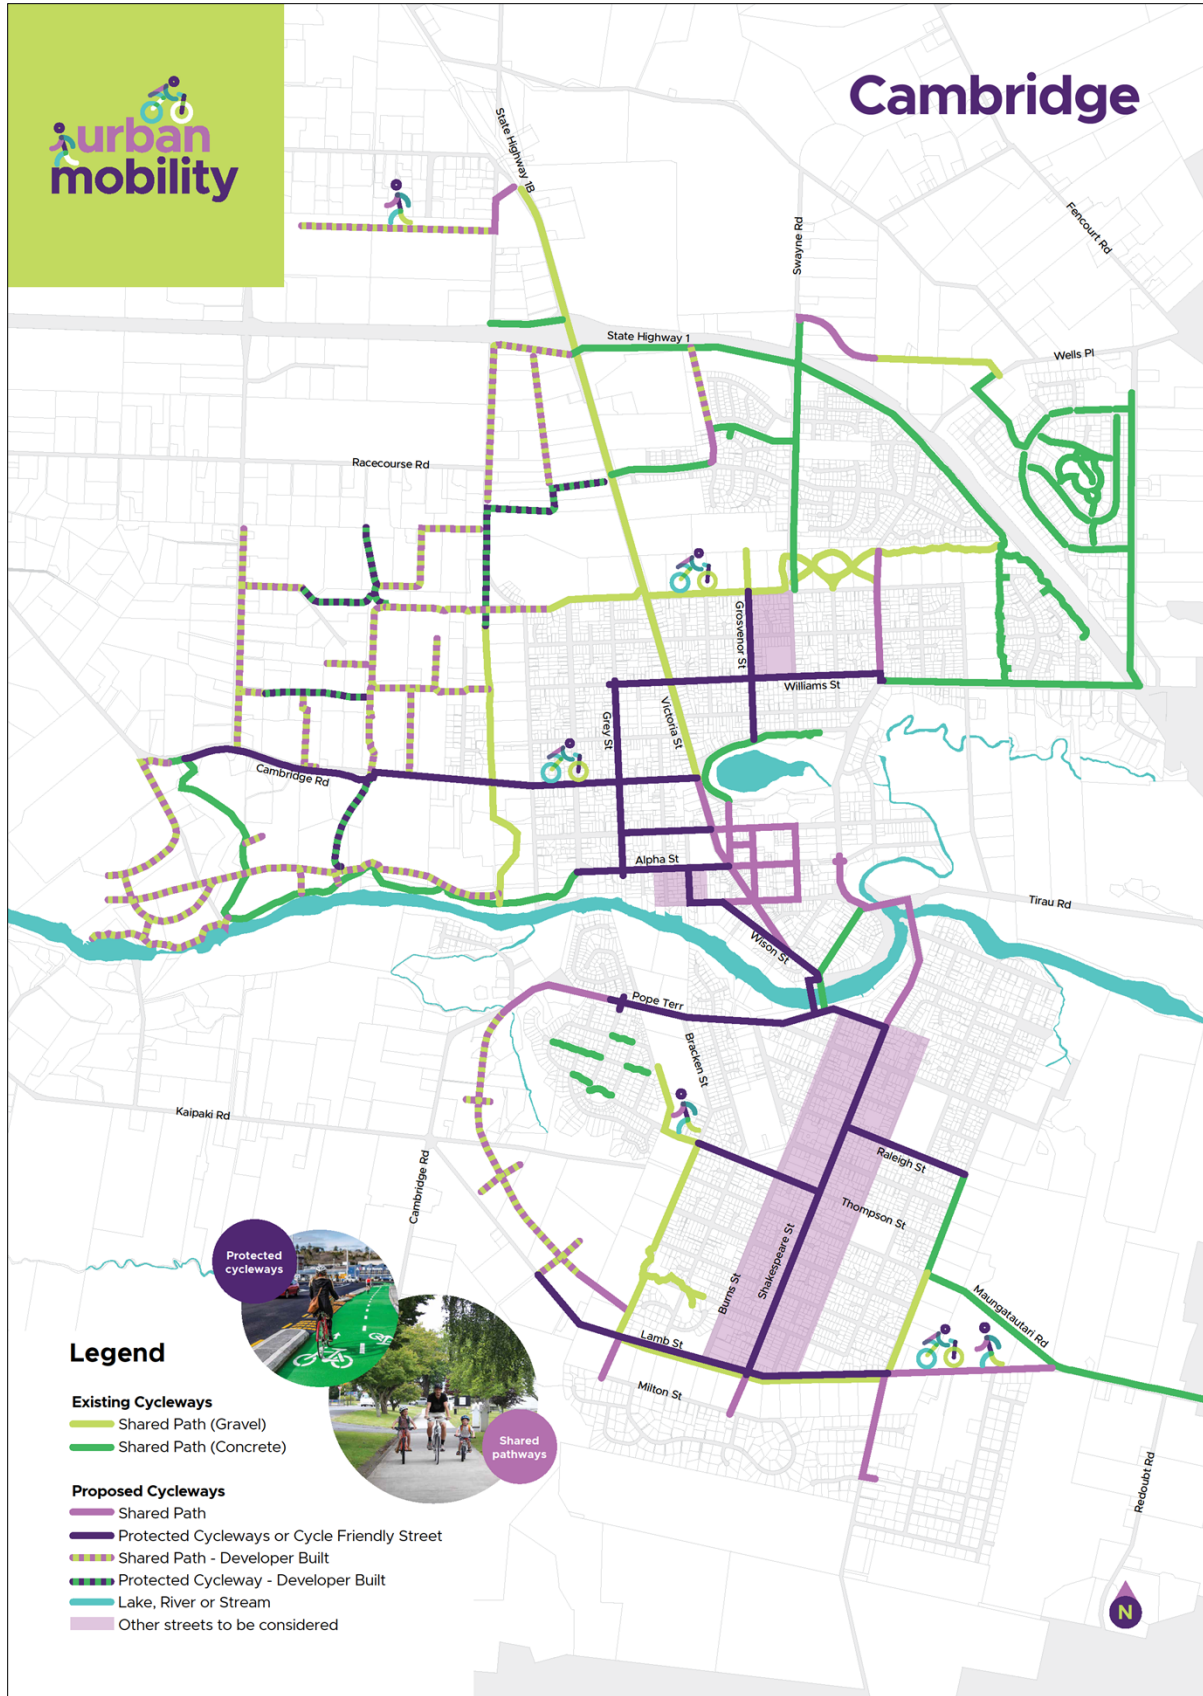 urban
mobility
Cambridge
State Highway 1B
Swayne Rd
Fencourt Rd
State Highway 1
Wells Pl
Racecourse Rd
Grosvenor St
Williams St
Grey St
Victoria St
Cambridge Rd
Alpha St
Tirau Rd
Wison St
Pope Terr
Bracken St
Kaipaki Rd
Cambridge Rd
Raleigh St
Thompson St
Shakespeare St
Burns St
Maungatautari Rd
Lamb St
Milton St
Redoubt Rd
Protected
cycleways
Shared
pathways
Legend
Existing Cycleways
Shared Path (Gravel)
Shared Path (Concrete)
Proposed Cycleways
Shared Path
Protected Cycleways or Cycle Friendly Street
Shared Path - Developer Built
Protected Cycleway - Developer Built
Lake, River or Stream
Other streets to be considered
N